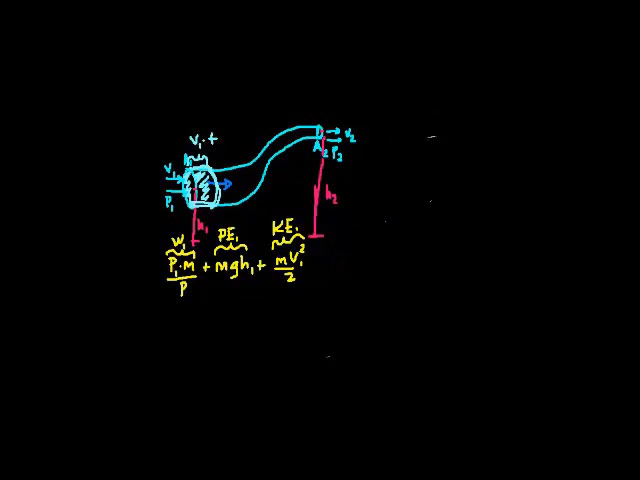 V₁·t
A₁
V₁
P₁
V₂
A₂ P₂
h₁
h₂
W₁ PE₁ KE₁
P₁·m/ρ + mgh₁ + mV₁²/2